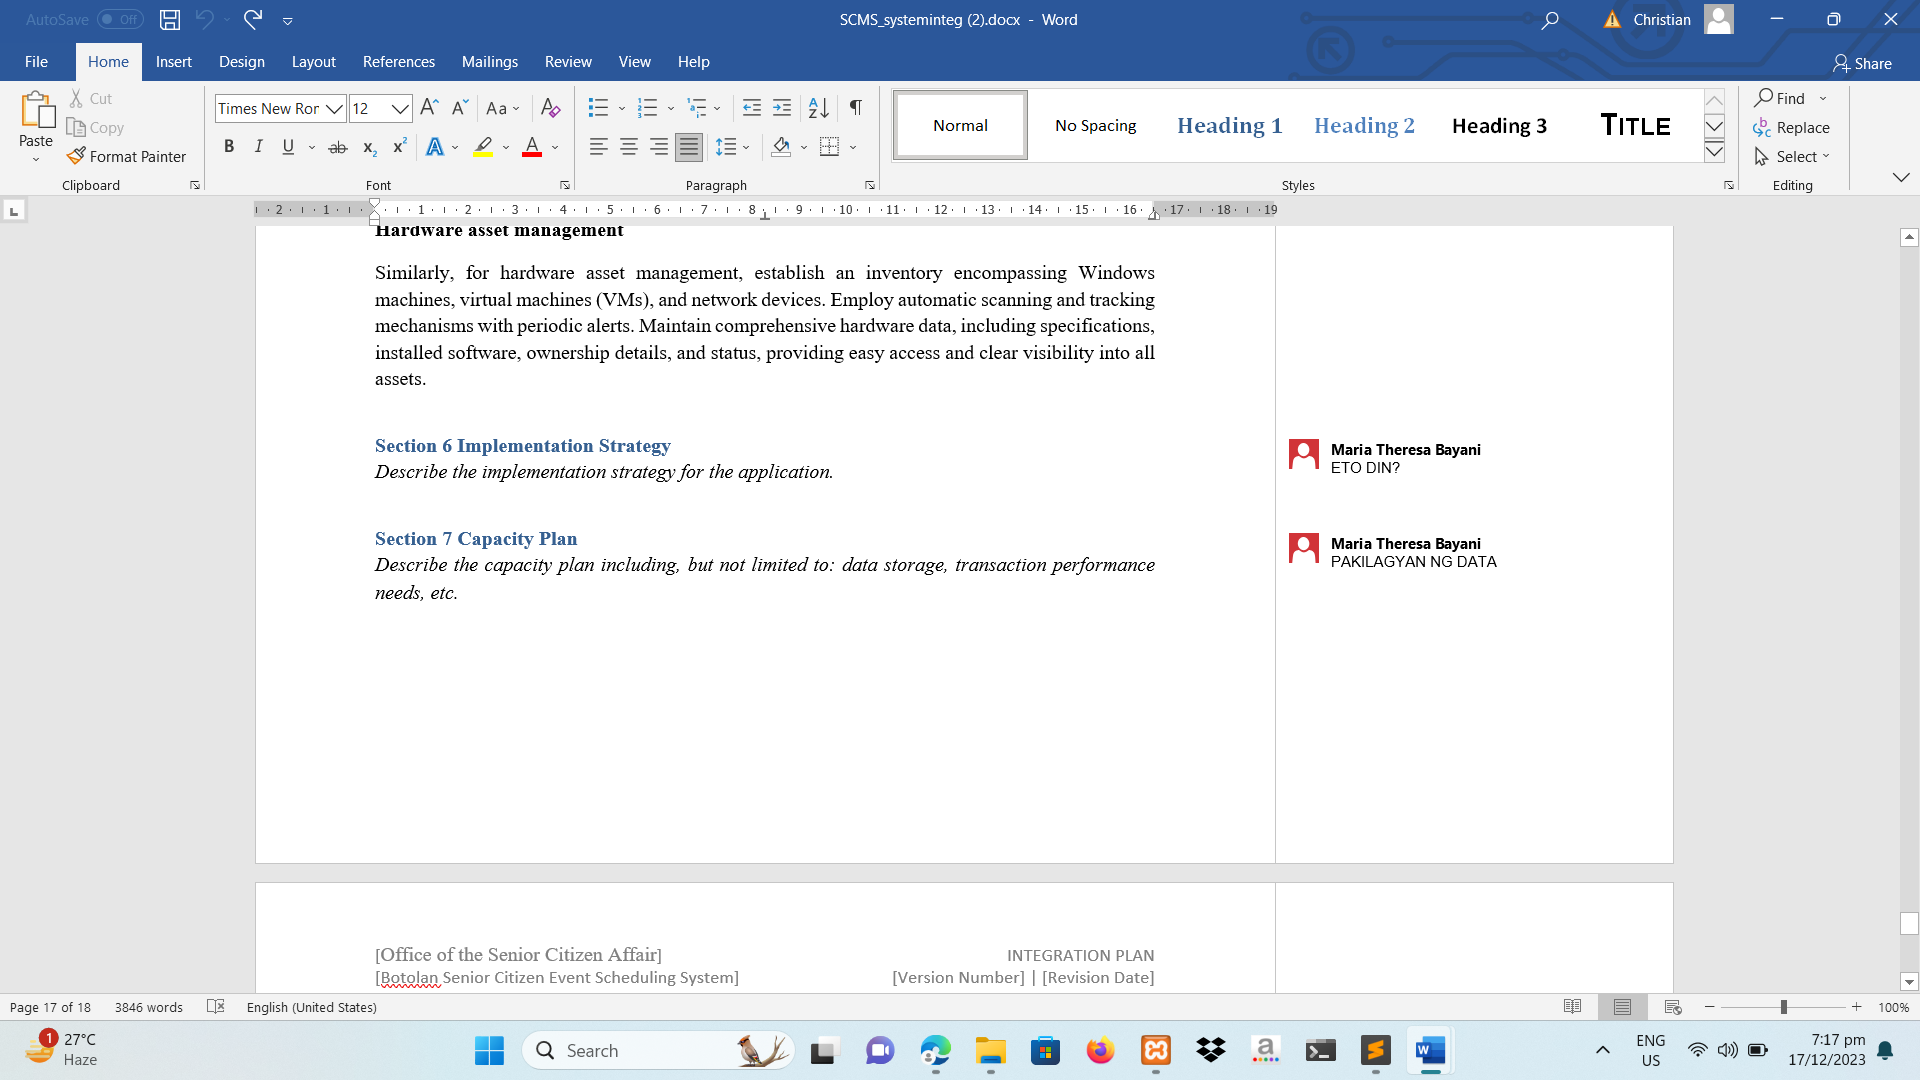 AutoSave Off SCMS_systeminteg (2).docx - Word Christian
File Home Insert Design Layout References Mailings Review View Help Share
Paste Cut Copy Format Painter Clipboard
Times New Ror 12 Aa
B I U ab x₂ x² A A
Font Paragraph
Normal No Spacing Heading 1 Heading 2 Heading 3 TITLE
Styles
Find Replace Select Editing
2 1 1 2 3 4 5 6 7 8 9 10 11 12 13 14 15 16 17 18 19
Hardware asset management
Similarly, for hardware asset management, establish an inventory encompassing Windows
machines, virtual machines (VMs), and network devices. Employ automatic scanning and tracking
mechanisms with periodic alerts. Maintain comprehensive hardware data, including specifications,
installed software, ownership details, and status, providing easy access and clear visibility into all
assets.
Section 6 Implementation Strategy
Describe the implementation strategy for the application.
Maria Theresa Bayani
ETO DIN?
Section 7 Capacity Plan
Describe the capacity plan including, but not limited to: data storage, transaction performance
needs, etc.
Maria Theresa Bayani
PAKILAGYAN NG DATA
[Office of the Senior Citizen Affair] INTEGRATION PLAN
[Botolan Senior Citizen Event Scheduling System] [Version Number] | [Revision Date]
Page 17 of 18 3846 words English (United States) 100%
1 27°C
Haze
Search
ENG
US
7:17 pm
17/12/2023